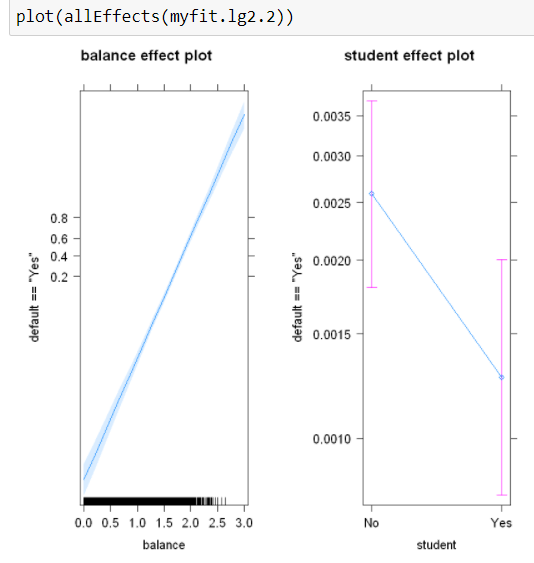 plot(allEffects(myfit.lg2.2))
balance effect plot
default == "Yes"
0.8
0.6
0.4
0.2
0.0 0.5 1.0 1.5 2.0 2.5 3.0
balance
student effect plot
default == "Yes"
0.0035
0.0030
0.0025
0.0020
0.0015
0.0010
No Yes
student